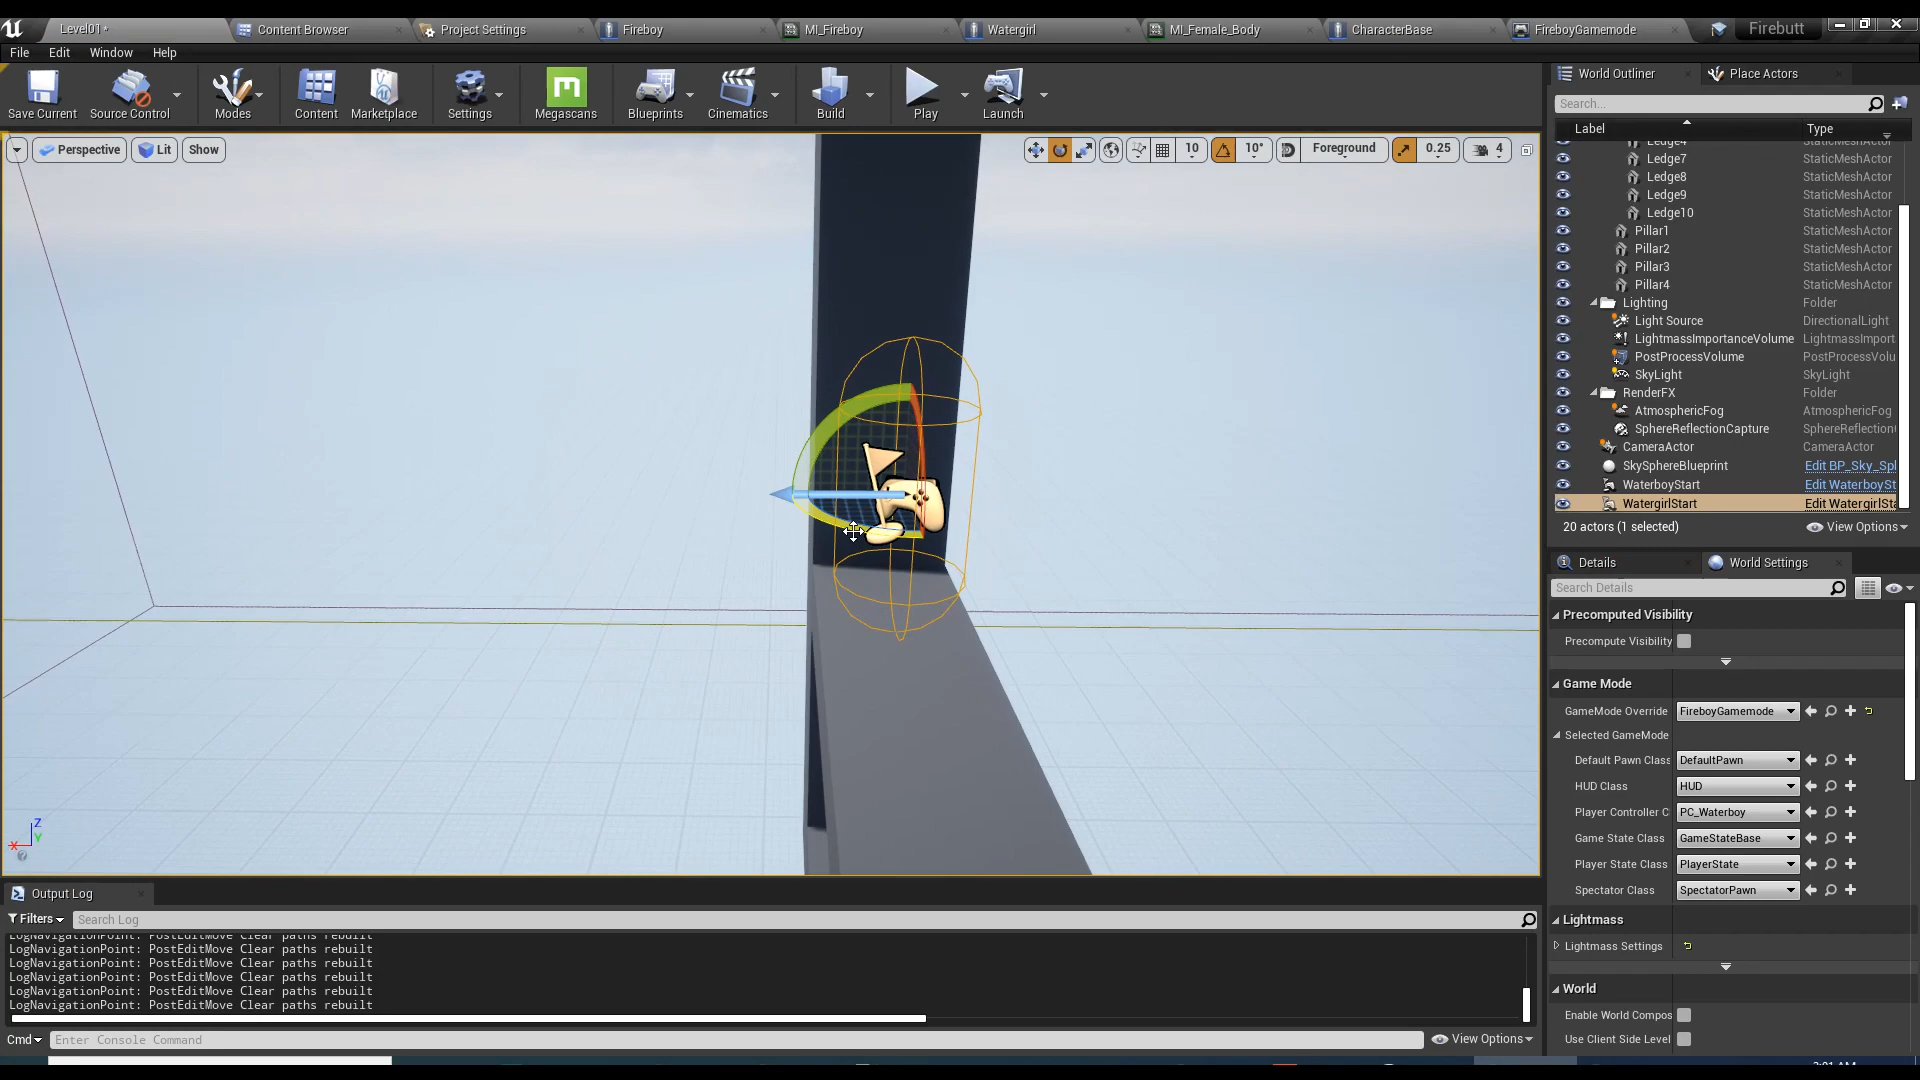 Level01*
Content Browser
Project Settings
Fireboy
MI_Fireboy
Watergirl
MI_Female_Body
CharacterBase
FireboyGamemode
Firebutt
File
Edit
Window
Help
Save Current
Source Control
Modes
Content
Marketplace
Settings
Megascans
Blueprints
Cinematics
Build
Play
Launch
Perspective
Lit
Show
10
10°
Foreground
0.25
4
World Outliner
Place Actors
Search...
Label
Type
Ledge7 StaticMeshActor
Ledge8 StaticMeshActor
Ledge9 StaticMeshActor
Ledge10 StaticMeshActor
Pillar1 StaticMeshActor
Pillar2 StaticMeshActor
Pillar3 StaticMeshActor
Pillar4 StaticMeshActor
Lighting Folder
Light Source DirectionalLight
LightmassImportanceVolume LightmassImport
PostProcessVolume PostProcessVolu
SkyLight SkyLight
RenderFX Folder
AtmosphericFog AtmosphericFog
SphereReflectionCapture SphereReflection
CameraActor CameraActor
SkySphereBlueprint Edit BP_Sky_Sp
WaterboyStart Edit WaterboySt
WatergirlStart Edit WatergirlSta
20 actors (1 selected)
View Options
Details
World Settings
Search Details
Precomputed Visibility
Precompute Visibility
Game Mode
GameMode Override FireboyGamemode
Selected GameMode
Default Pawn Class DefaultPawn
HUD Class HUD
Player Controller C PC_Waterboy
Game State Class GameStateBase
Player State Class PlayerState
Spectator Class SpectatorPawn
Lightmass
Lightmass Settings
World
Enable World Compos
Use Client Side Level
X
Z
Y
Output Log
Filters
Search Log
LogNavigationPoint: PostEditMove Clear paths rebuilt
LogNavigationPoint: PostEditMove Clear paths rebuilt
LogNavigationPoint: PostEditMove Clear paths rebuilt
LogNavigationPoint: PostEditMove Clear paths rebuilt
LogNavigationPoint: PostEditMove Clear paths rebuilt
LogNavigationPoint: PostEditMove Clear paths rebuilt
Cmd
Enter Console Command
View Options